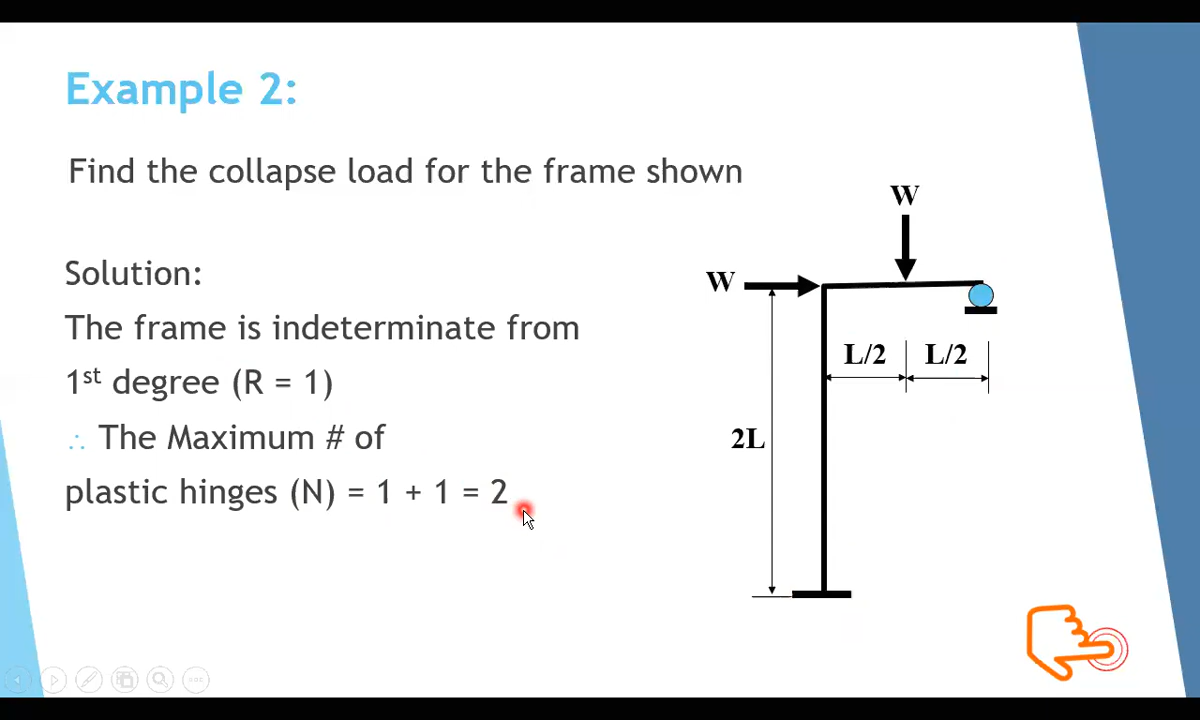 Example 2:
Find the collapse load for the frame shown
Solution:
The frame is indeterminate from
1st degree (R = 1)
∴ The Maximum # of
plastic hinges (N) = 1 + 1 = 2
W
W
L/2
L/2
2L